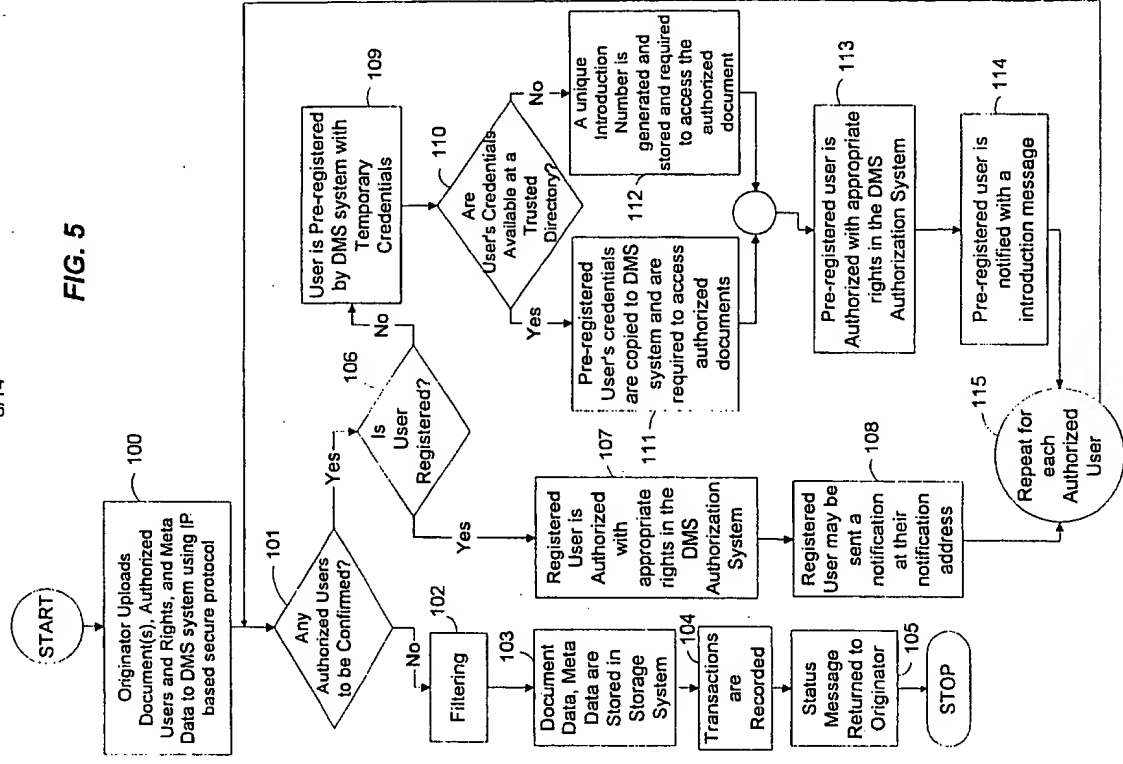 FIG. 5
START
100
Originator Uploads
Document(s), Authorized
Users and Rights, and Meta
Data to DMS system using IP
based secure protocol
101
Any
Authorized Users
to be Confirmed?
Yes
No
102
Filtering
103
Document
Data, Meta
Data are
Stored in
Storage
System
104
Transactions
are
Recorded
Status
Message
Returned to
Originator
105
STOP
106
Is
User
Registered?
No
Yes
107
Registered
User is
Authorized
with
appropriate
rights in the
DMS
Authorization
System
108
Registered
User may be
sent a
notification
at their
notification
address
109
User is Pre-registered
by DMS system with
Temporary
Credentials
110
Are
User's Credentials
Available at a
Trusted
Directory?
Yes
No
Pre-registered
User's credentials
are copied to DMS
system and are
required to access
authorized
documents
111
A unique
Introduction
Number is
generated and
stored and required
to access the
authorized
document
112
113
Pre-registered user is
Authorized with appropriate
rights in the DMS
Authorization System
114
Pre-registered user is
notified with a
introduction message
115
Repeat for
each
Authorized
User